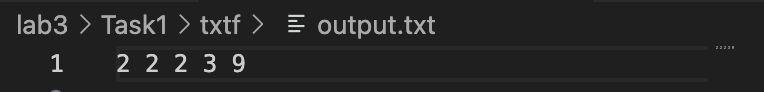 lab3 > Task1 > txtf > output.txt
1 2 2 2 3 9